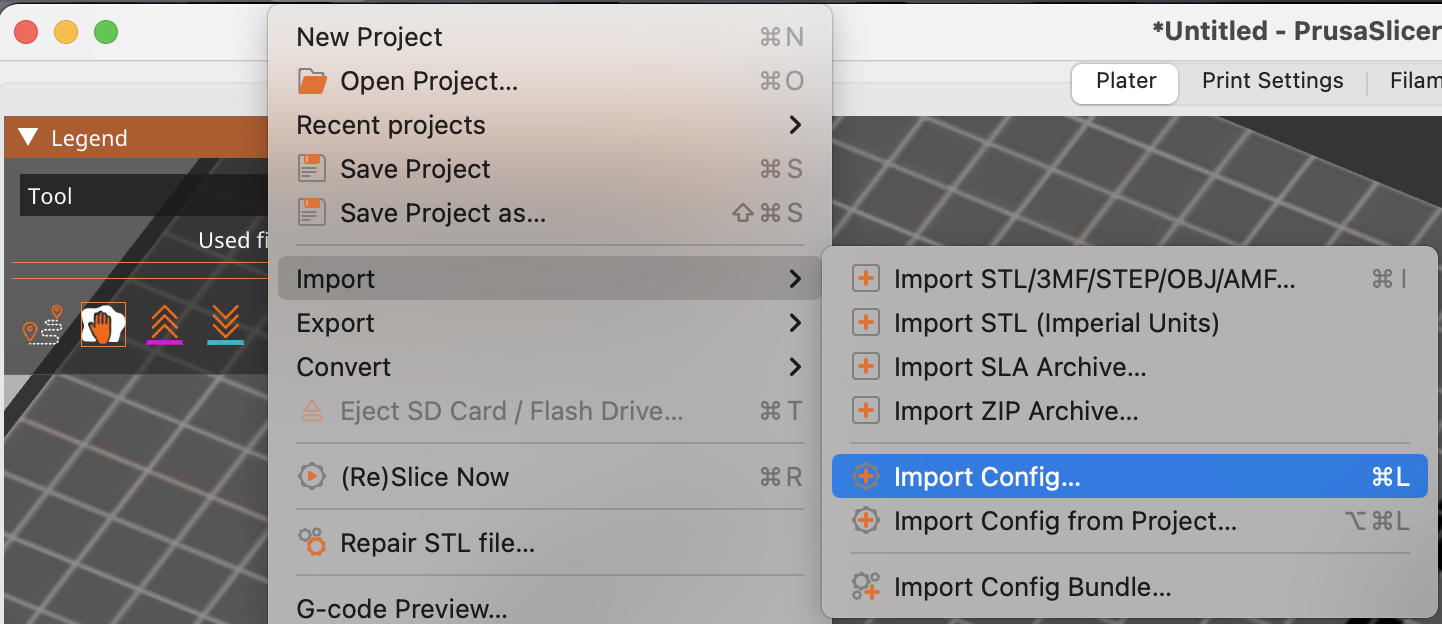 *Untitled - PrusaSlicer
Plater
Print Settings
Filam
Legend
Tool
Used fi
New Project ⌘N
Open Project... ⌘O
Recent projects
Save Project ⌘S
Save Project as... ⇧⌘S
Import
Export
Convert
Eject SD Card / Flash Drive... ⌘T
(Re)Slice Now ⌘R
Repair STL file...
G-code Preview...
Import STL/3MF/STEP/OBJ/AMF... ⌘I
Import STL (Imperial Units)
Import SLA Archive...
Import ZIP Archive...
Import Config... ⌘L
Import Config from Project... ⌥⌘L
Import Config Bundle...